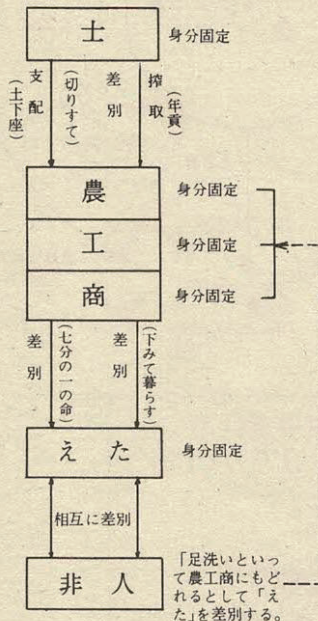 士
身分固定
支配
(土下座)
(切りすて)
差別
搾取
(年貢)
農
身分固定
工
身分固定
商
身分固定
差別
(七分の一の命)
差別
(下みて暮らす)
えた
身分固定
相互に差別
非人
「足洗いといっ
て農工商にもど
れるとして「え
た」を差別する。